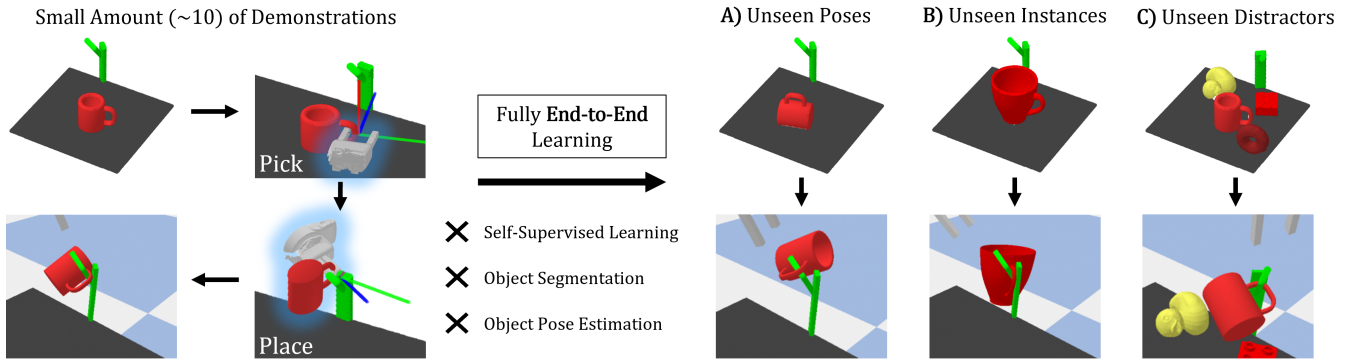 Small Amount (~10) of Demonstrations
Pick
Place
Fully End-to-End
Learning
Self-Supervised Learning
Object Segmentation
Object Pose Estimation
A) Unseen Poses
B) Unseen Instances
C) Unseen Distractors